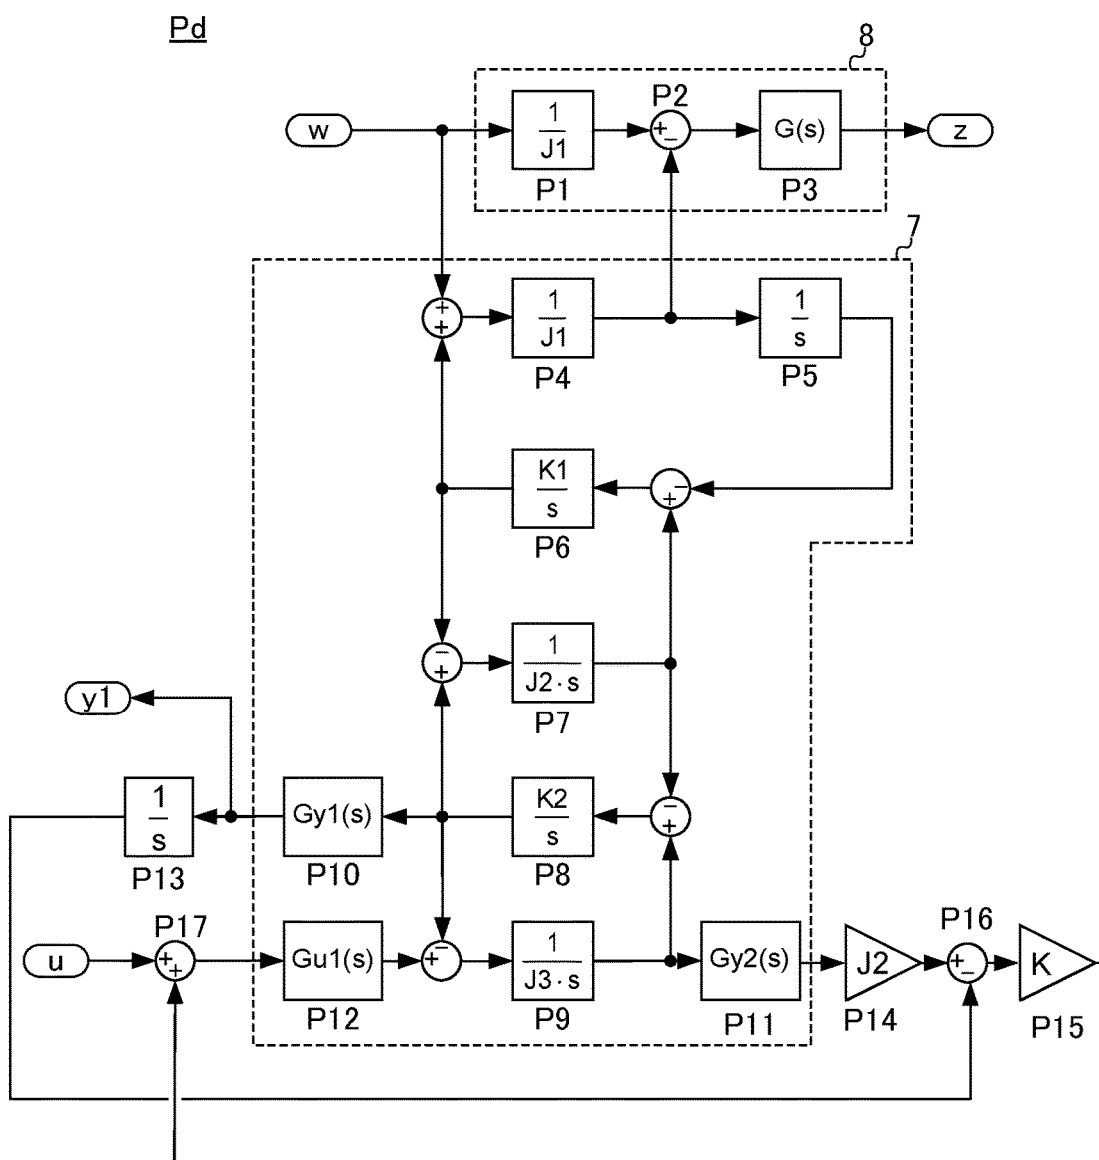 Pd
8
w
1
J1
P1
P2
+
−
G(s)
P3
z
7
+
+
1
J1
P4
1
s
P5
K1
s
P6
−
+
−
+
1
J2·s
P7
y1
1
s
P13
Gy1(s)
P10
K2
s
P8
−
+
u
P17
+
+
Gu1(s)
P12
−
+
1
J3·s
P9
Gy2(s)
P11
J2
P14
P16
+
−
K
P15